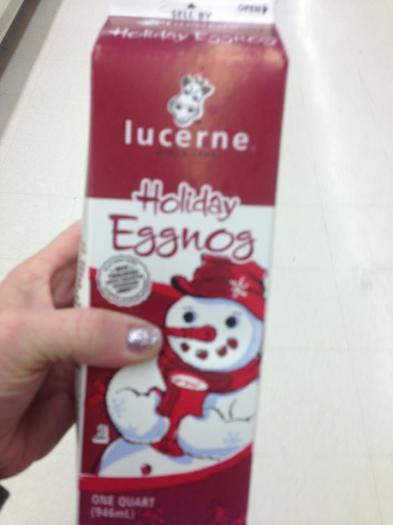 SELL BY
OPEN
Holiday Eggnog
lucerne
Holiday
Eggnog
ONE QUART
(946mL)